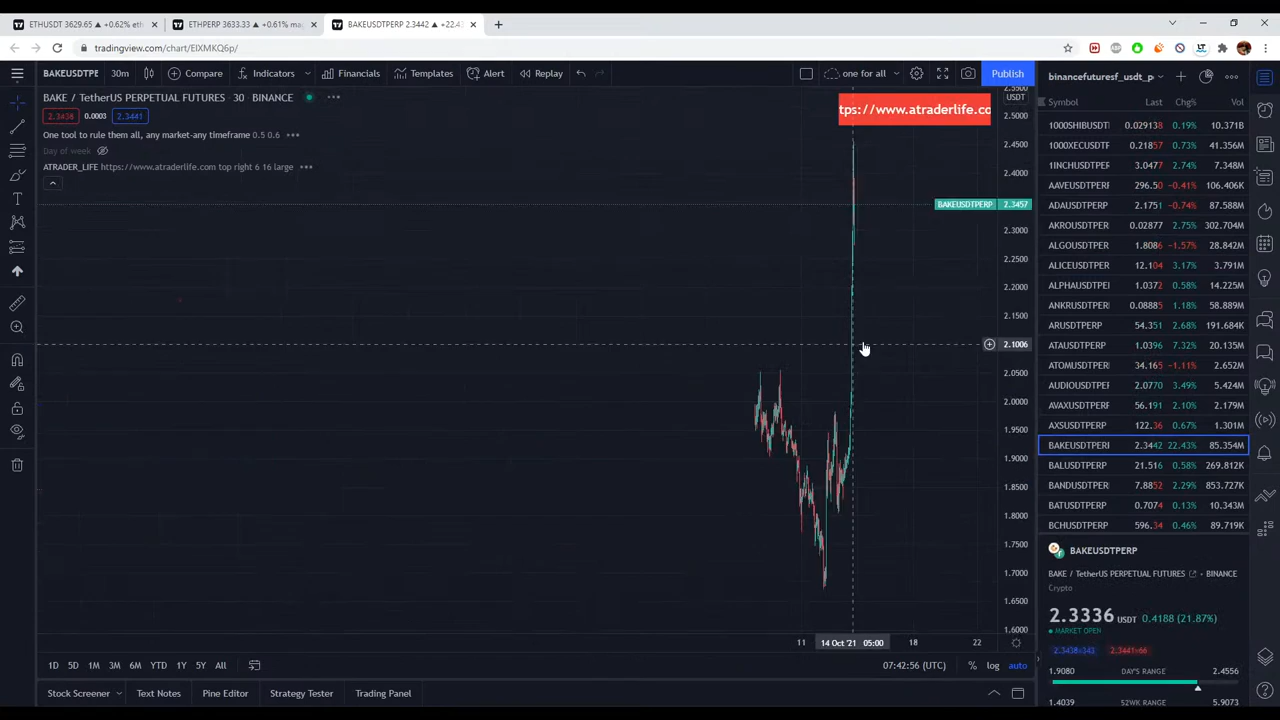 ETHUSDT 3629.65 ▲ +0.62% eth
ETHPERP 3633.33 ▲ +0.61% ma
BAKEUSDTPERP 2.3442 ▲ +22.4
tradingview.com/chart/EIXMKQ6p/
BAKEUSDTPE 30m Compare Indicators Financials Templates Alert Replay one for all Publish
binancefuturesf_usdt_p
BAKE / TetherUS PERPETUAL FUTURES · 30 · BINANCE
2.3438 0.0003 2.3441
One tool to rule them all, any market-any timeframe 0.5 0.6
Day of week
ATRADER_LIFE https://www.atraderlife.com top right 6 16 large
tps://www.atraderlife.co
USDT
2.5000
2.4500
2.4000
BAKEUSDTPERP 2.3457
2.3000
2.2500
2.2000
2.1500
2.1006
2.0500
2.0000
1.9500
1.9000
1.8500
1.8000
1.7500
1.7000
1.6500
1.6000
11 14 Oct '21 05:00 18 22
1D 5D 1M 3M 6M YTD 1Y 5Y All
07:42:56 (UTC) % log auto
Stock Screener Text Notes Pine Editor Strategy Tester Trading Panel
Symbol Last Chg% Vol
1000SHIBUSDT 0.029138 0.19% 10.371B
1000XECUSDT 0.21857 0.73% 41.356M
1INCHUSDTPER 3.0477 2.74% 7.348M
AAVEUSDTPERP 296.50 −0.41% 106.406K
ADAUSDTPERP 2.1751 −0.74% 87.588M
AKROUSDTPERP 0.02877 2.75% 302.704M
ALGOUSDTPERP 1.8086 −1.57% 28.842M
ALICEUSDTPER 12.104 3.17% 3.791M
ALPHAUSDTPER 1.0372 0.58% 14.225M
ANKRUSDTPER 0.08885 1.18% 58.889M
ARUSDTPERP 54.351 2.68% 191.684K
ATAUSDTPERP 1.0396 7.32% 20.135M
ATOMUSDTPER 34.165 −1.11% 2.652M
AUDIOUSDTPER 2.0770 3.49% 5.424M
AVAXUSDTPERP 56.191 2.10% 2.179M
AXSUSDTPERP 122.36 0.67% 1.301M
BAKEUSDTPER 2.3442 22.43% 85.354M
BALUSDTPERP 21.516 0.58% 269.812K
BANDUSDTPER 7.8852 2.29% 853.727K
BATUSDTPERP 0.7074 0.13% 10.343M
BCHUSDTPERP 596.34 0.46% 89.719K
BAKEUSDTPERP
BAKE / TetherUS PERPETUAL FUTURES · BINANCE
Crypto
2.3336 USDT 0.4188 (21.87%)
MARKET OPEN
2.3438×343 2.3441×66
1.9080 DAY'S RANGE 2.4556
1.4039 52WK RANGE 5.9073